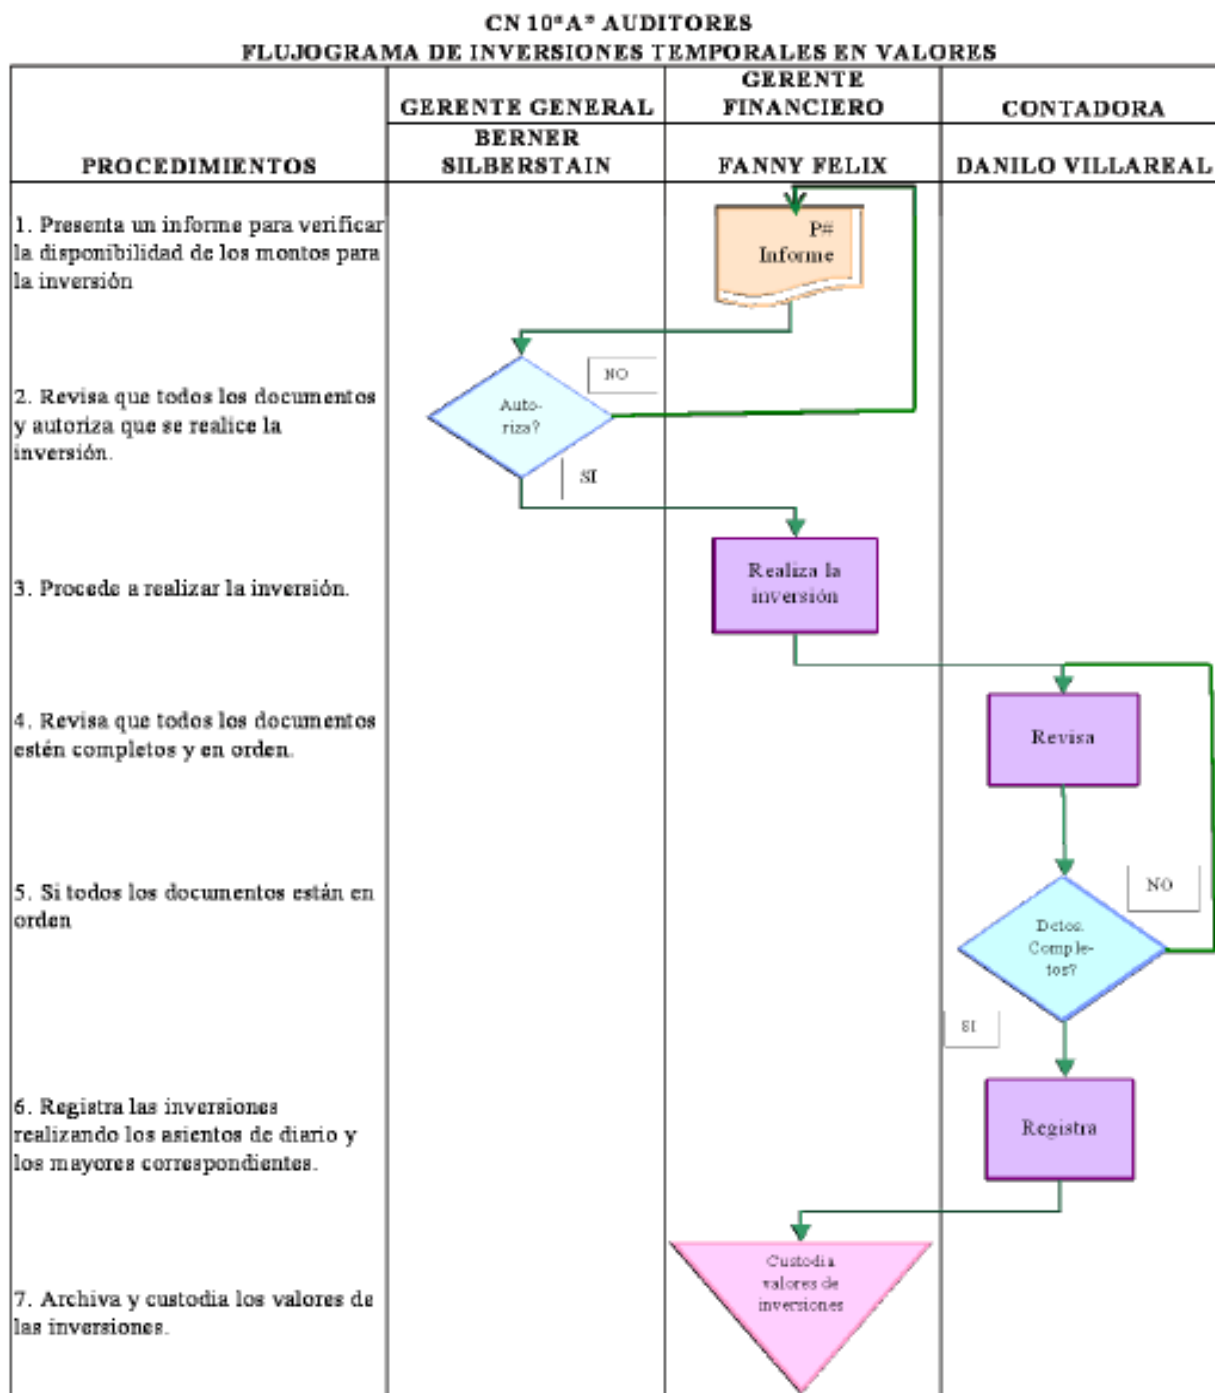 CN 10“A” AUDITORES
FLUJOGRAMA DE INVERSIONES TEMPORALES EN VALORES
PROCEDIMIENTOS
GERENTE GENERAL
BERNER
SILBERSTAIN
GERENTE
FINANCIERO
FANNY FELIX
CONTADORA
DANILO VILLAREAL
1. Presenta un informe para verificar
la disponibilidad de los montos para
la inversión
P#
Informe
2. Revisa que todos los documentos
y autoriza que se realice la
inversión.
Auto-
riza?
NO
SI
3. Procede a realizar la inversión.
Realiza la
inversión
4. Revisa que todos los documentos
estén completos y en orden.
Revisa
5. Si todos los documentos están en
orden
Dctos.
Comple-
tos?
NO
SI
6. Registra las inversiones
realizando los asientos de diario y
los mayores correspondientes.
Registra
7. Archiva y custodia los valores de
las inversiones.
Custodia
valores de
inversiones